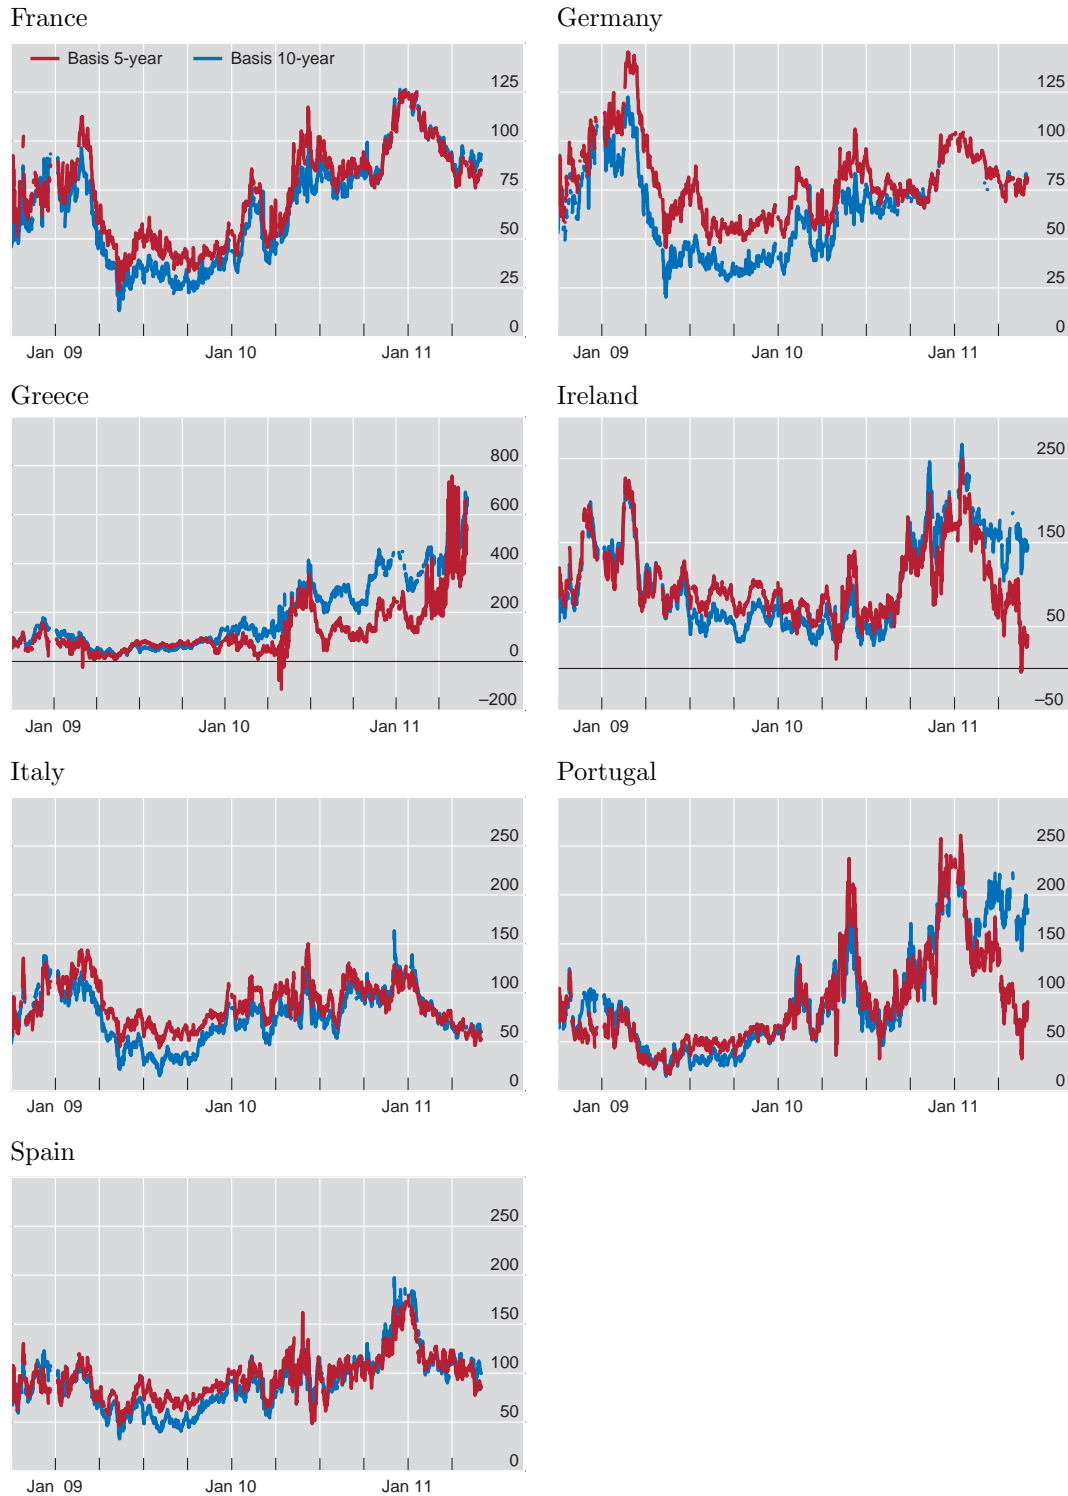 France
Germany
Basis 5-year
Basis 10-year
125
100
75
50
25
0
Jan 09
Jan 10
Jan 11
125
100
75
50
25
0
Jan 09
Jan 10
Jan 11
Greece
Ireland
800
600
400
200
0
–200
Jan 09
Jan 10
Jan 11
250
150
50
–50
Jan 09
Jan 10
Jan 11
Italy
Portugal
250
200
150
100
50
0
Jan 09
Jan 10
Jan 11
250
200
150
100
50
0
Jan 09
Jan 10
Jan 11
Spain
250
200
150
100
50
0
Jan 09
Jan 10
Jan 11